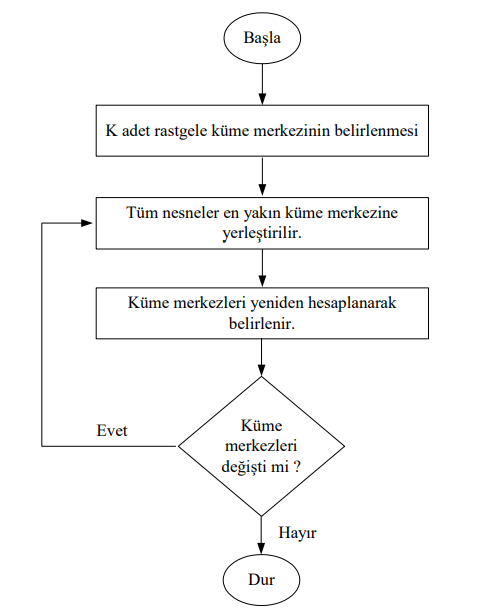 Başla
K adet rastgele küme merkezinin belirlenmesi
Tüm nesneler en yakın küme merkezine
yerleştirilir.
Küme merkezleri yeniden hesaplanarak
belirlenir.
Küme
merkezleri
değişti mi ?
Evet
Hayır
Dur